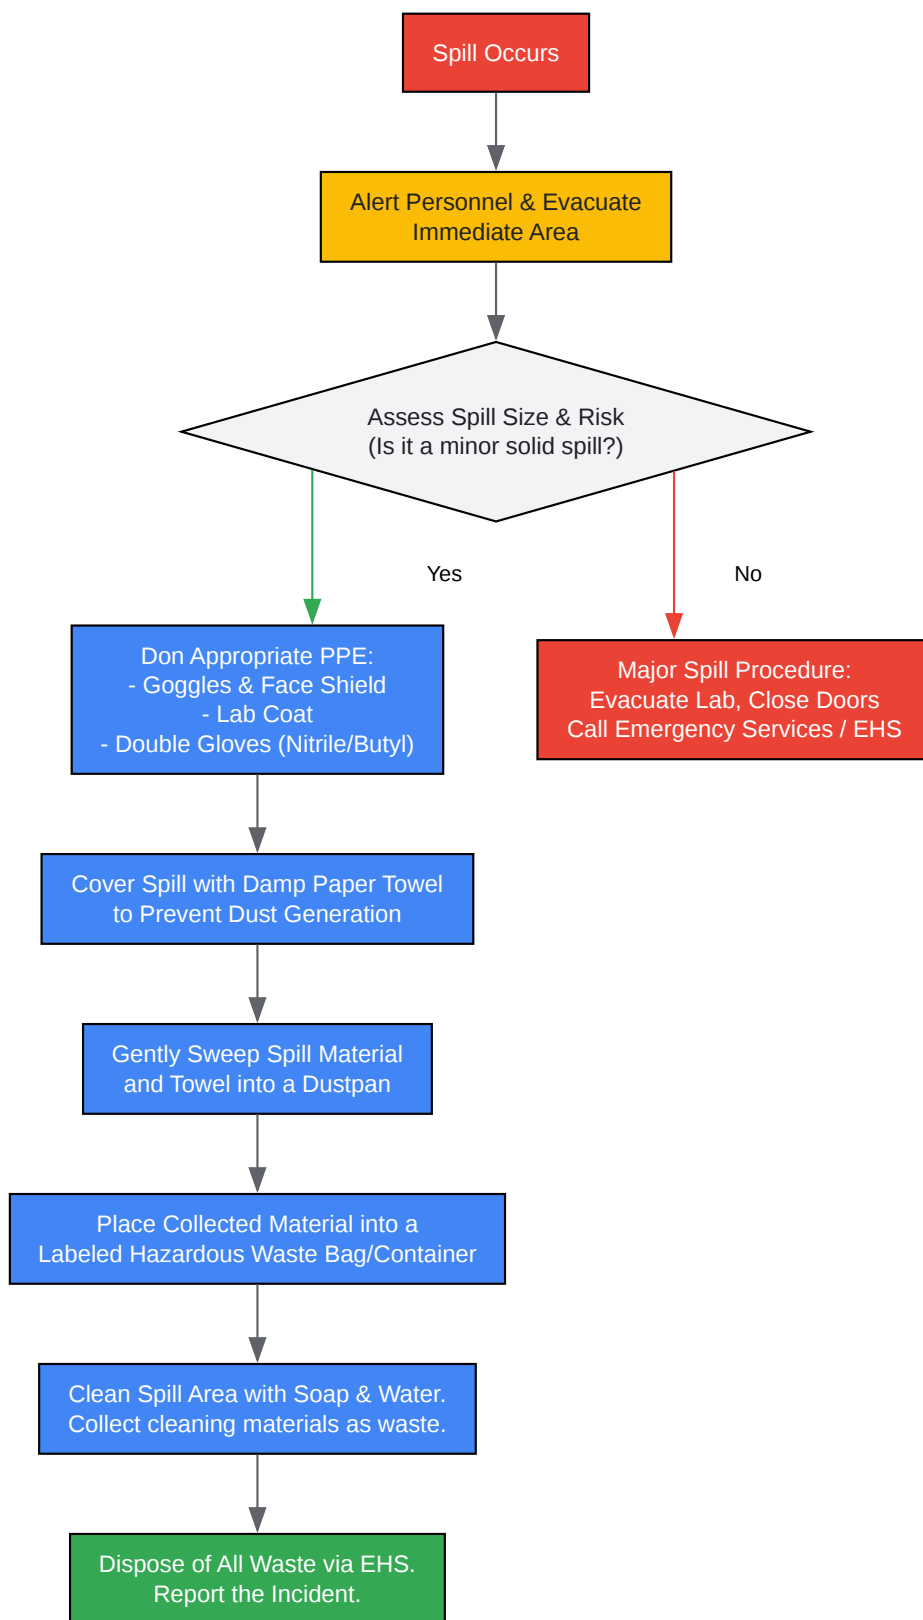 Spill Occurs
Alert Personnel & Evacuate
Immediate Area
Assess Spill Size & Risk
(Is it a minor solid spill?)
Yes
No
Don Appropriate PPE:
- Goggles & Face Shield
- Lab Coat
- Double Gloves (Nitrile/Butyl)
Major Spill Procedure:
Evacuate Lab, Close Doors
Call Emergency Services / EHS
Cover Spill with Damp Paper Towel
to Prevent Dust Generation
Gently Sweep Spill Material
and Towel into a Dustpan
Place Collected Material into a
Labeled Hazardous Waste Bag/Container
Clean Spill Area with Soap & Water.
Collect cleaning materials as waste.
Dispose of All Waste via EHS.
Report the Incident.